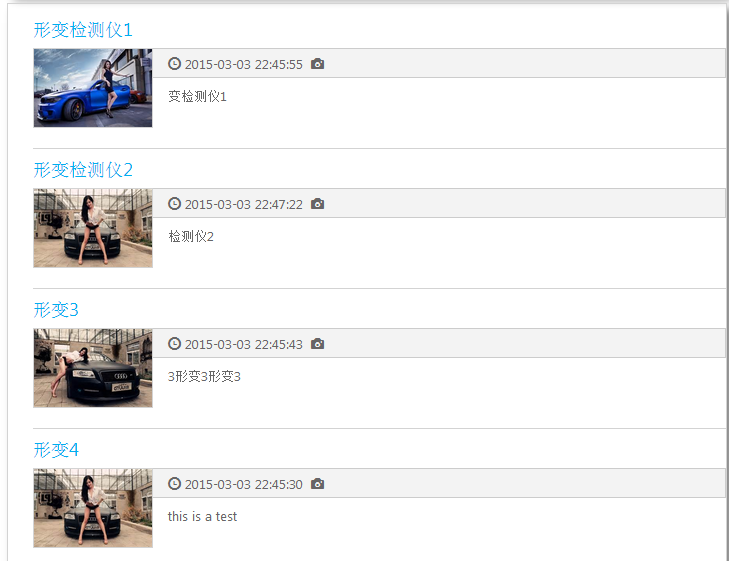 形变检测仪1
2015-03-03 22:45:55
变检测仪1
形变检测仪2
2015-03-03 22:47:22
检测仪2
形变3
2015-03-03 22:45:43
3形变3形变3
形变4
2015-03-03 22:45:30
this is a test